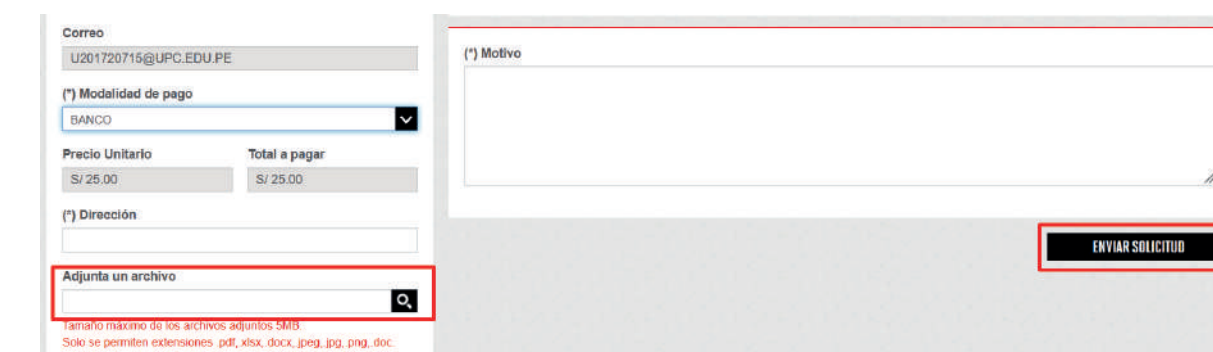 Correo
U201720715@UPC.EDU.PE
(*) Modalidad de pago
BANCO
Precio Unitario Total a pagar
S/ 25.00 S/ 25.00
(*) Dirección
Adjunta un archivo
Tamaño máximo de los archivos adjuntos 5MB.
Solo se permiten extensiones .pdf, xlsx, docx, jpeg, jpg, png, doc.
(*) Motivo
ENVIAR SOLICITUD